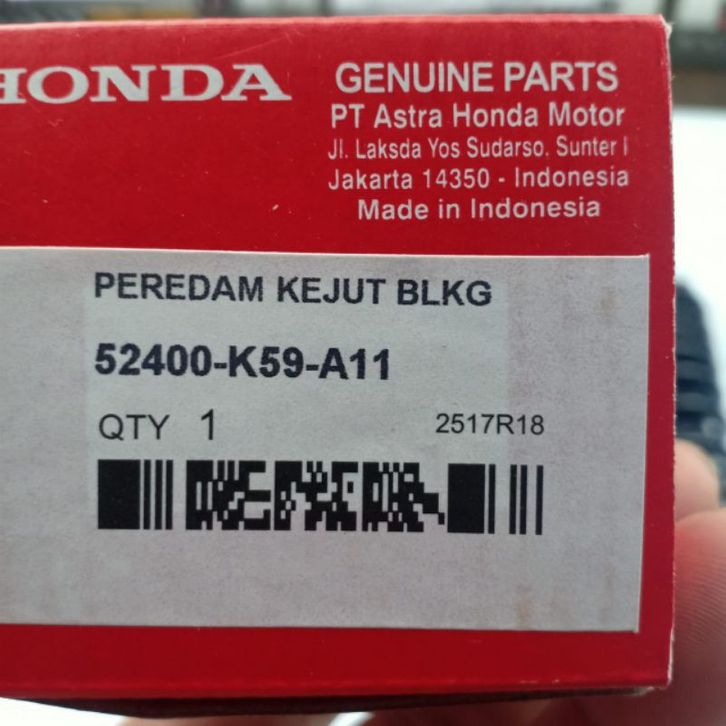 HONDA
GENUINE PARTS
PT Astra Honda Motor
Jl. Laksda Yos Sudarso. Sunter I
Jakarta 14350 - Indonesia
Made in Indonesia
PEREDAM KEJUT BLKG
52400-K59-A11
QTY 1
2517R18